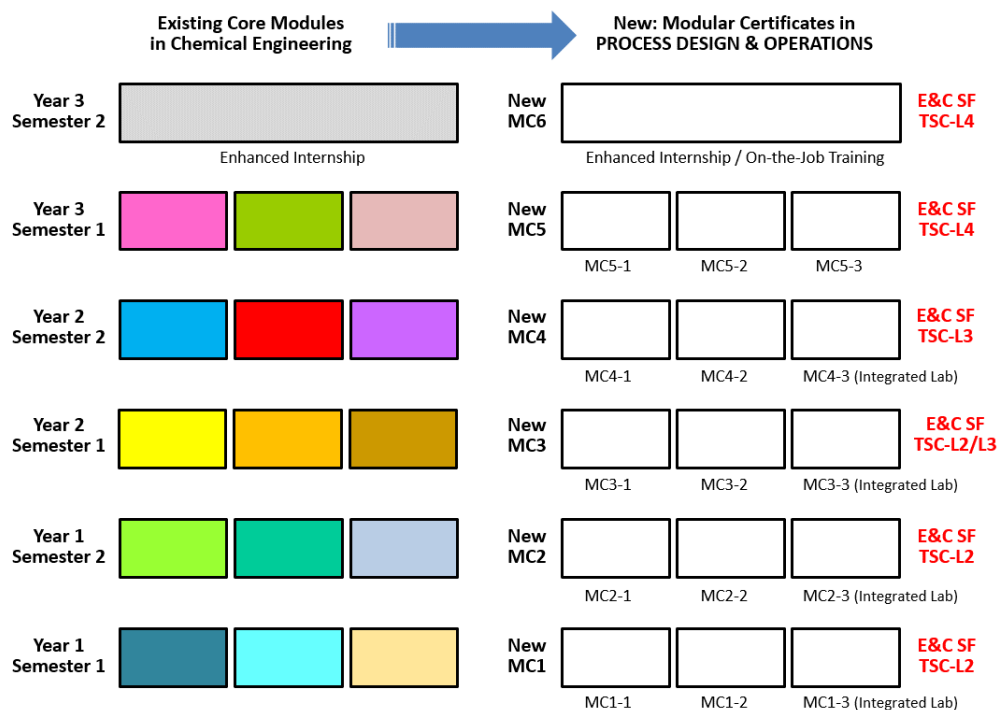 Existing Core Modules
in Chemical Engineering
New: Modular Certificates in
PROCESS DESIGN & OPERATIONS
Year 3
Semester 2
Enhanced Internship
New
MC6
Enhanced Internship / On-the-Job Training
E&C SF
TSC-L4
Year 3
Semester 1
New
MC5
MC5-1
MC5-2
MC5-3
E&C SF
TSC-L4
Year 2
Semester 2
New
MC4
MC4-1
MC4-2
MC4-3 (Integrated Lab)
E&C SF
TSC-L3
Year 2
Semester 1
New
MC3
MC3-1
MC3-2
MC3-3 (Integrated Lab)
E&C SF
TSC-L2/L3
Year 1
Semester 2
New
MC2
MC2-1
MC2-2
MC2-3 (Integrated Lab)
E&C SF
TSC-L2
Year 1
Semester 1
New
MC1
MC1-1
MC1-2
MC1-3 (Integrated Lab)
E&C SF
TSC-L2